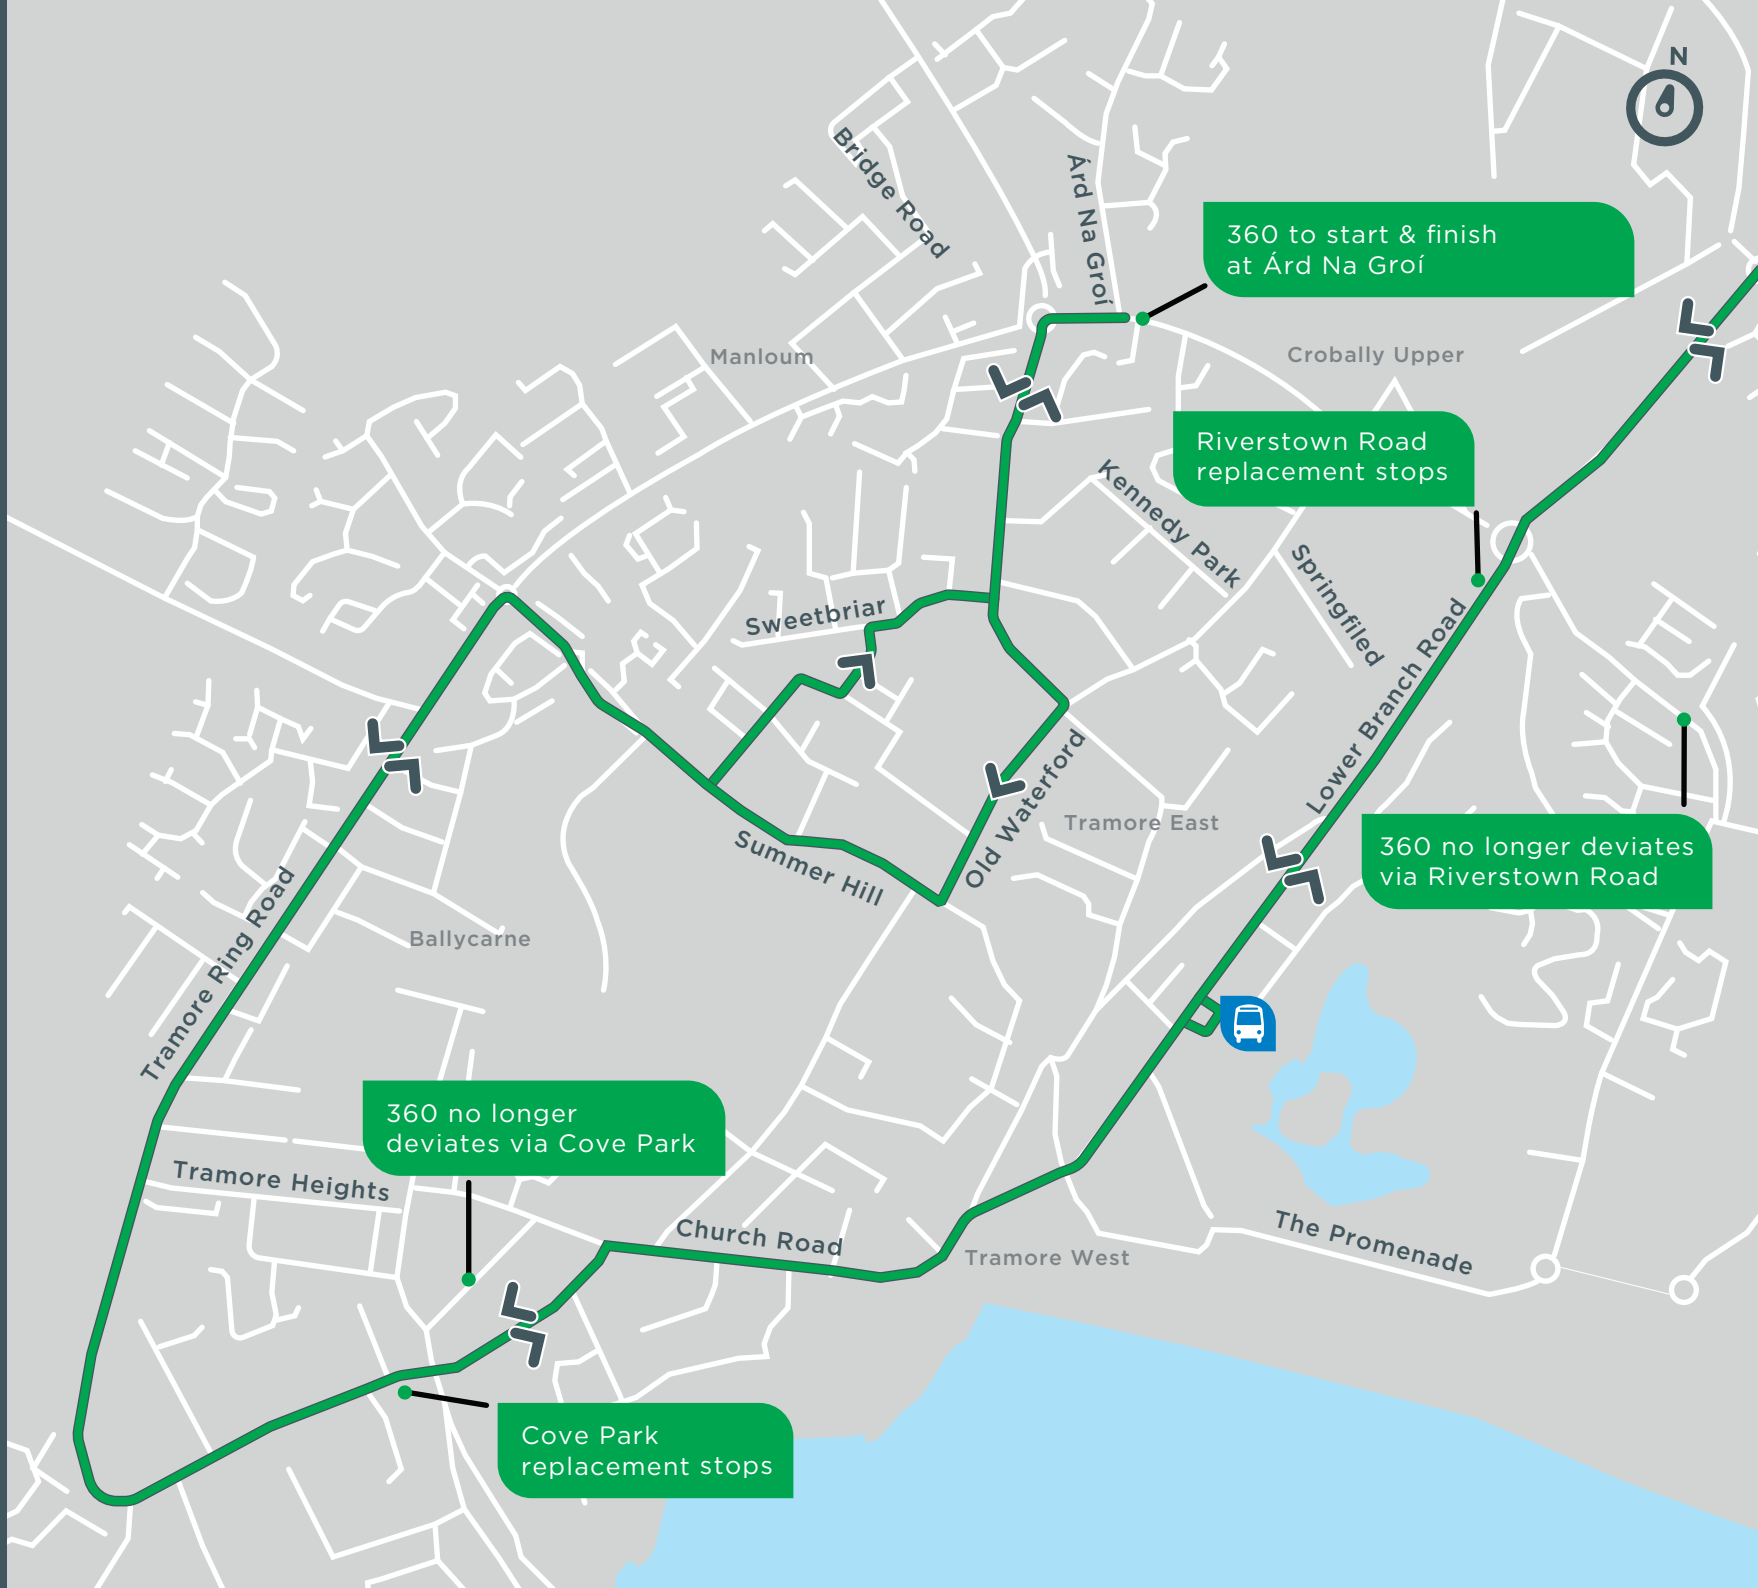 N
Bridge Road
Árd Na Groí
360 to start & finish
at Árd Na Groí
Manloum
Crobally Upper
Riverstown Road
replacement stops
Kennedy Park
Springfiled
Sweetbriar
Lower Branch Road
Old Waterford
Tramore East
Summer Hill
360 no longer deviates
via Riverstown Road
Tramore Ring Road
Ballycarne
360 no longer
deviates via Cove Park
Tramore Heights
Church Road
The Promenade
Tramore West
Cove Park
replacement stops